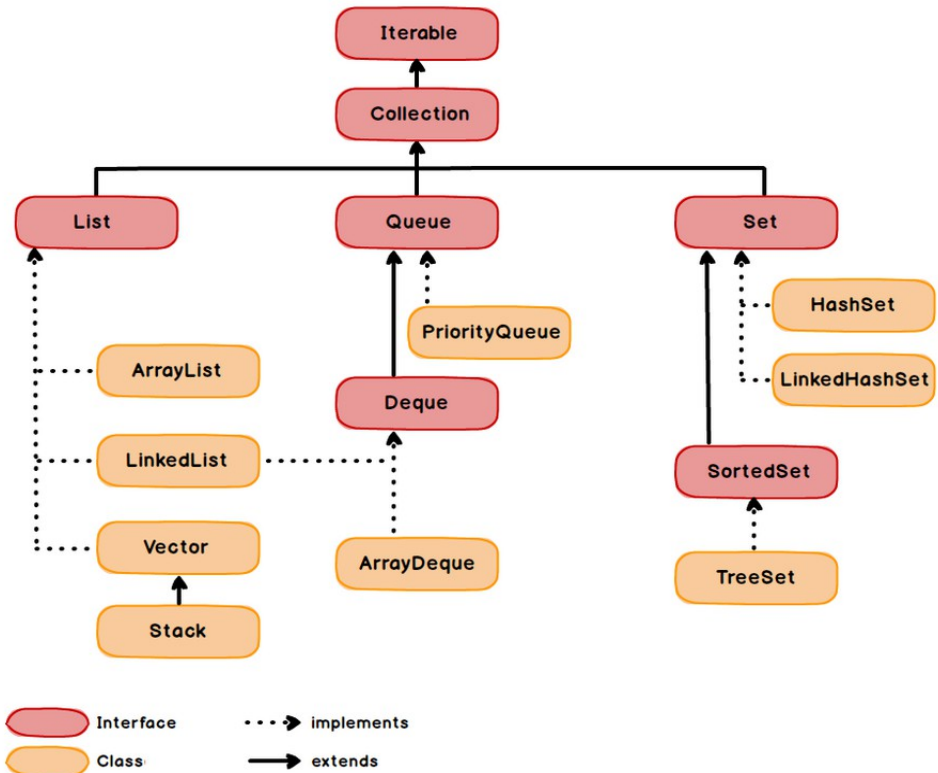 Iterable
Collection
List
Queue
Set
HashSet
PriorityQueue
ArrayList
LinkedHashSet
Deque
LinkedList
SortedSet
Vector
ArrayDeque
TreeSet
Stack
Interface
implements
Class
extends